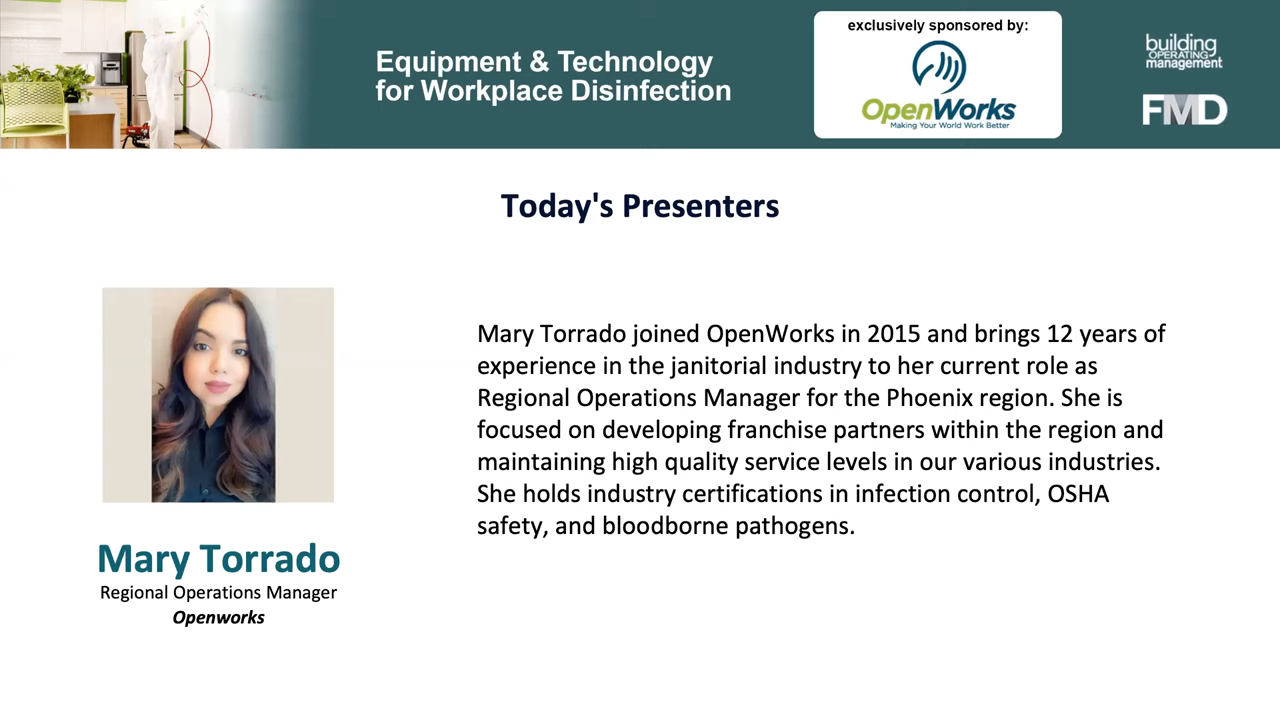 Equipment & Technology
for Workplace Disinfection
exclusively sponsored by:
OpenWorks
Making Your World Work Better
building
OPERATING
management
FMD
Today's Presenters
Mary Torrado joined OpenWorks in 2015 and brings 12 years of
experience in the janitorial industry to her current role as
Regional Operations Manager for the Phoenix region. She is
focused on developing franchise partners within the region and
maintaining high quality service levels in our various industries.
She holds industry certifications in infection control, OSHA
safety, and bloodborne pathogens.
Mary Torrado
Regional Operations Manager
Openworks